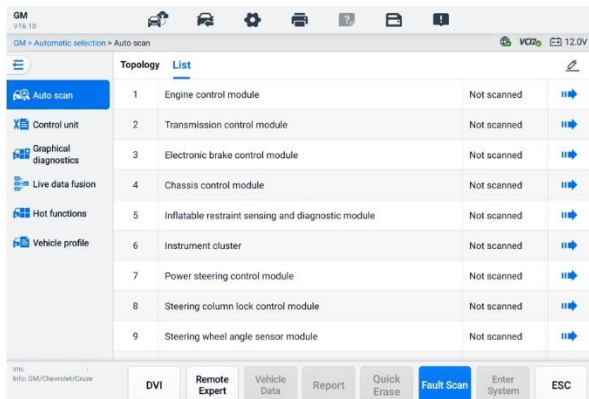 GM
V16.10
GM > Automatic selection > Auto scan
VCI2 12.0V
Topology List
Auto scan
Control unit
Graphical
diagnostics
Live data fusion
Hot functions
Vehicle profile
1 Engine control module Not scanned
2 Transmission control module Not scanned
3 Electronic brake control module Not scanned
4 Chassis control module Not scanned
5 Inflatable restraint sensing and diagnostic module Not scanned
6 Instrument cluster Not scanned
7 Power steering control module Not scanned
8 Steering column lock control module Not scanned
9 Steering wheel angle sensor module Not scanned
VIN:
Info: GM/Chevrolet/Cruze
DVI
Remote
Expert
Vehicle
Data
Report
Quick
Erase
Fault Scan
Enter
System
ESC